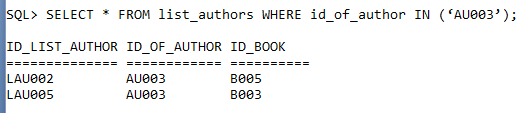 SQL> SELECT * FROM list_authors WHERE id_of_author IN (‘AU003’);
ID_LIST_AUTHOR ID_OF_AUTHOR ID_BOOK
============== ============ ==========
LAU002 AU003 B005
LAU005 AU003 B003